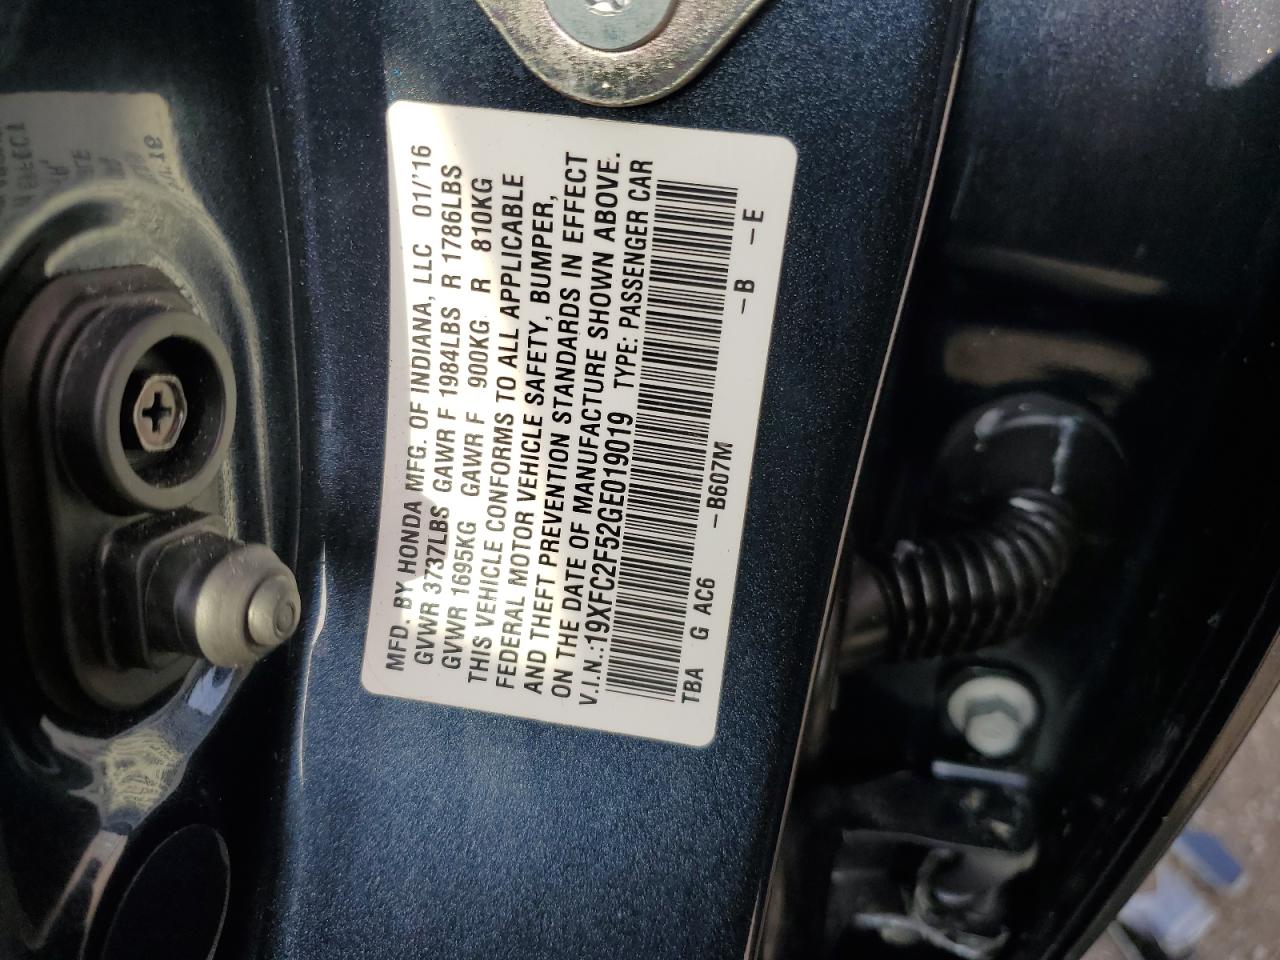 MFD. BY HONDA MFG. OF INDIANA, LLC 01/'16
GVWR 3737LBS GAWR F 1984LBS R 1786LBS
GVWR 1695KG GAWR F 900KG R 810KG
THIS VEHICLE CONFORMS TO ALL APPLICABLE
FEDERAL MOTOR VEHICLE SAFETY, BUMPER,
AND THEFT PREVENTION STANDARDS IN EFFECT
ON THE DATE OF MANUFACTURE SHOWN ABOVE.
V.I.N.:19XFC2F52GE019019 TYPE: PASSENGER CAR
TBA G AC6 -B607M -B -E